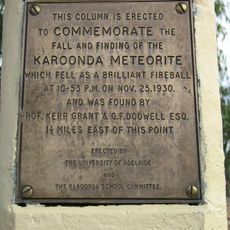 THIS COLUMN IS ERECTED
TO COMMEMORATE THE
FALL AND FINDING OF THE
KAROONDA METEORITE
WHICH FELL AS A BRILLIANT FIREBALL
AT 10-53 P.M. ON NOV. 25, 1930.
AND WAS FOUND BY
PROF. KERR GRANT & G.F. DODWELL ESQ.
1¼ MILES EAST OF THIS POINT
ERECTED BY
THE UNIVERSITY OF ADELAIDE
AND
THE KAROONDA SCHOOL COMMITTEE.